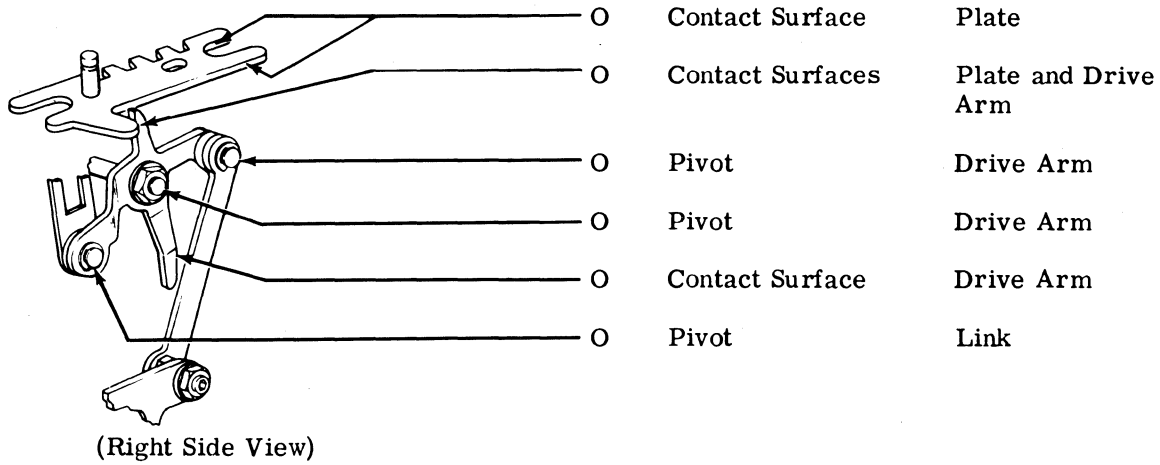 O Contact Surface Plate
O Contact Surfaces Plate and Drive
Arm
O Pivot Drive Arm
O Pivot Drive Arm
O Contact Surface Drive Arm
O Pivot Link
(Right Side View)